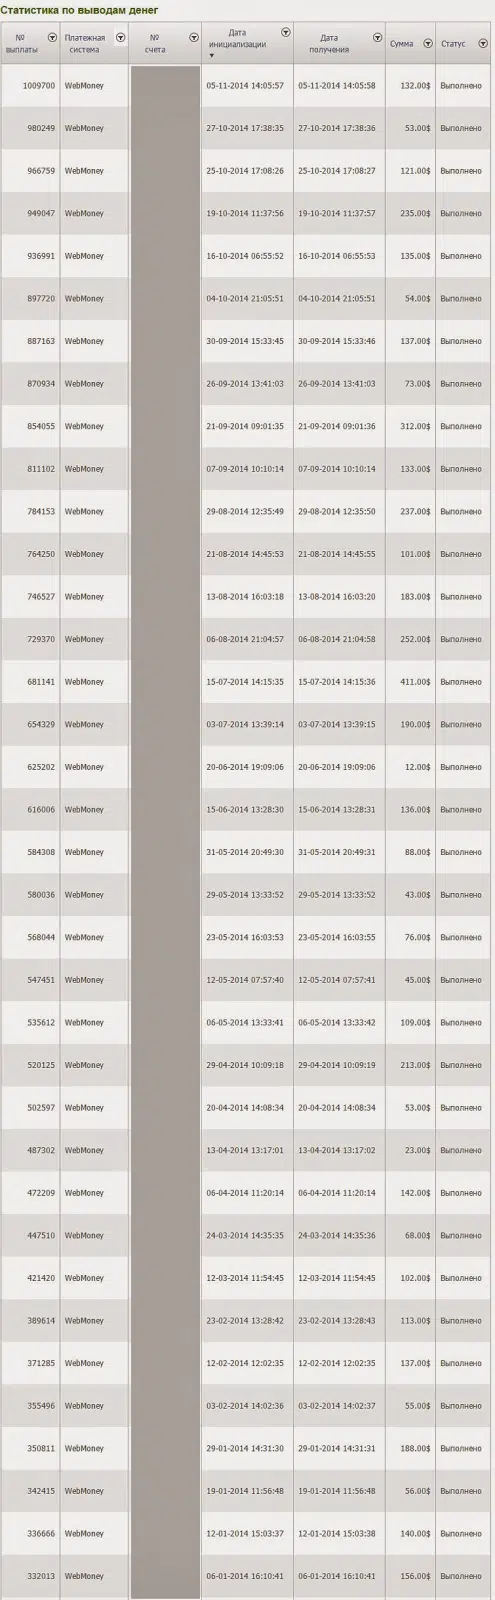 Статистика по выводам денег
№ выплаты Платежная система № счета Дата инициализации ▼ Дата получения Сумма Статус
1009700 WebMoney 05-11-2014 14:05:57 05-11-2014 14:05:58 132.00$ Выполнено
980249 WebMoney 27-10-2014 17:38:35 27-10-2014 17:38:36 53.00$ Выполнено
966759 WebMoney 25-10-2014 17:08:26 25-10-2014 17:08:27 121.00$ Выполнено
949047 WebMoney 19-10-2014 11:37:56 19-10-2014 11:37:57 235.00$ Выполнено
936991 WebMoney 16-10-2014 06:55:52 16-10-2014 06:55:53 135.00$ Выполнено
897720 WebMoney 04-10-2014 21:05:51 04-10-2014 21:05:51 54.00$ Выполнено
887163 WebMoney 30-09-2014 15:33:45 30-09-2014 15:33:46 137.00$ Выполнено
870934 WebMoney 26-09-2014 13:41:03 26-09-2014 13:41:03 73.00$ Выполнено
854055 WebMoney 21-09-2014 09:01:35 21-09-2014 09:01:36 312.00$ Выполнено
811102 WebMoney 07-09-2014 10:10:14 07-09-2014 10:10:14 133.00$ Выполнено
784153 WebMoney 29-08-2014 12:35:49 29-08-2014 12:35:50 237.00$ Выполнено
764250 WebMoney 21-08-2014 14:45:53 21-08-2014 14:45:55 101.00$ Выполнено
746527 WebMoney 13-08-2014 16:03:18 13-08-2014 16:03:20 183.00$ Выполнено
729370 WebMoney 06-08-2014 21:04:57 06-08-2014 21:04:58 252.00$ Выполнено
681141 WebMoney 15-07-2014 14:15:35 15-07-2014 14:15:36 411.00$ Выполнено
654329 WebMoney 03-07-2014 13:39:14 03-07-2014 13:39:15 190.00$ Выполнено
625202 WebMoney 20-06-2014 19:09:06 20-06-2014 19:09:06 12.00$ Выполнено
616006 WebMoney 15-06-2014 13:28:30 15-06-2014 13:28:31 136.00$ Выполнено
584308 WebMoney 31-05-2014 20:49:30 31-05-2014 20:49:31 88.00$ Выполнено
580036 WebMoney 29-05-2014 13:33:52 29-05-2014 13:33:52 43.00$ Выполнено
568044 WebMoney 23-05-2014 16:03:53 23-05-2014 16:03:55 76.00$ Выполнено
547451 WebMoney 12-05-2014 07:57:40 12-05-2014 07:57:41 45.00$ Выполнено
535612 WebMoney 06-05-2014 13:33:41 06-05-2014 13:33:42 109.00$ Выполнено
520125 WebMoney 29-04-2014 10:09:18 29-04-2014 10:09:19 213.00$ Выполнено
502597 WebMoney 20-04-2014 14:08:34 20-04-2014 14:08:34 53.00$ Выполнено
487302 WebMoney 13-04-2014 13:17:01 13-04-2014 13:17:02 23.00$ Выполнено
472209 WebMoney 06-04-2014 11:20:14 06-04-2014 11:20:14 142.00$ Выполнено
447510 WebMoney 24-03-2014 14:35:35 24-03-2014 14:35:36 68.00$ Выполнено
421420 WebMoney 12-03-2014 11:54:45 12-03-2014 11:54:45 102.00$ Выполнено
389614 WebMoney 23-02-2014 13:28:42 23-02-2014 13:28:43 113.00$ Выполнено
371285 WebMoney 12-02-2014 12:02:35 12-02-2014 12:02:35 137.00$ Выполнено
355496 WebMoney 03-02-2014 14:02:36 03-02-2014 14:02:37 55.00$ Выполнено
350811 WebMoney 29-01-2014 14:31:30 29-01-2014 14:31:31 188.00$ Выполнено
342415 WebMoney 19-01-2014 11:56:48 19-01-2014 11:56:48 56.00$ Выполнено
336666 WebMoney 12-01-2014 15:03:37 12-01-2014 15:03:38 140.00$ Выполнено
332013 WebMoney 06-01-2014 16:10:41 06-01-2014 16:10:41 156.00$ Выполнено